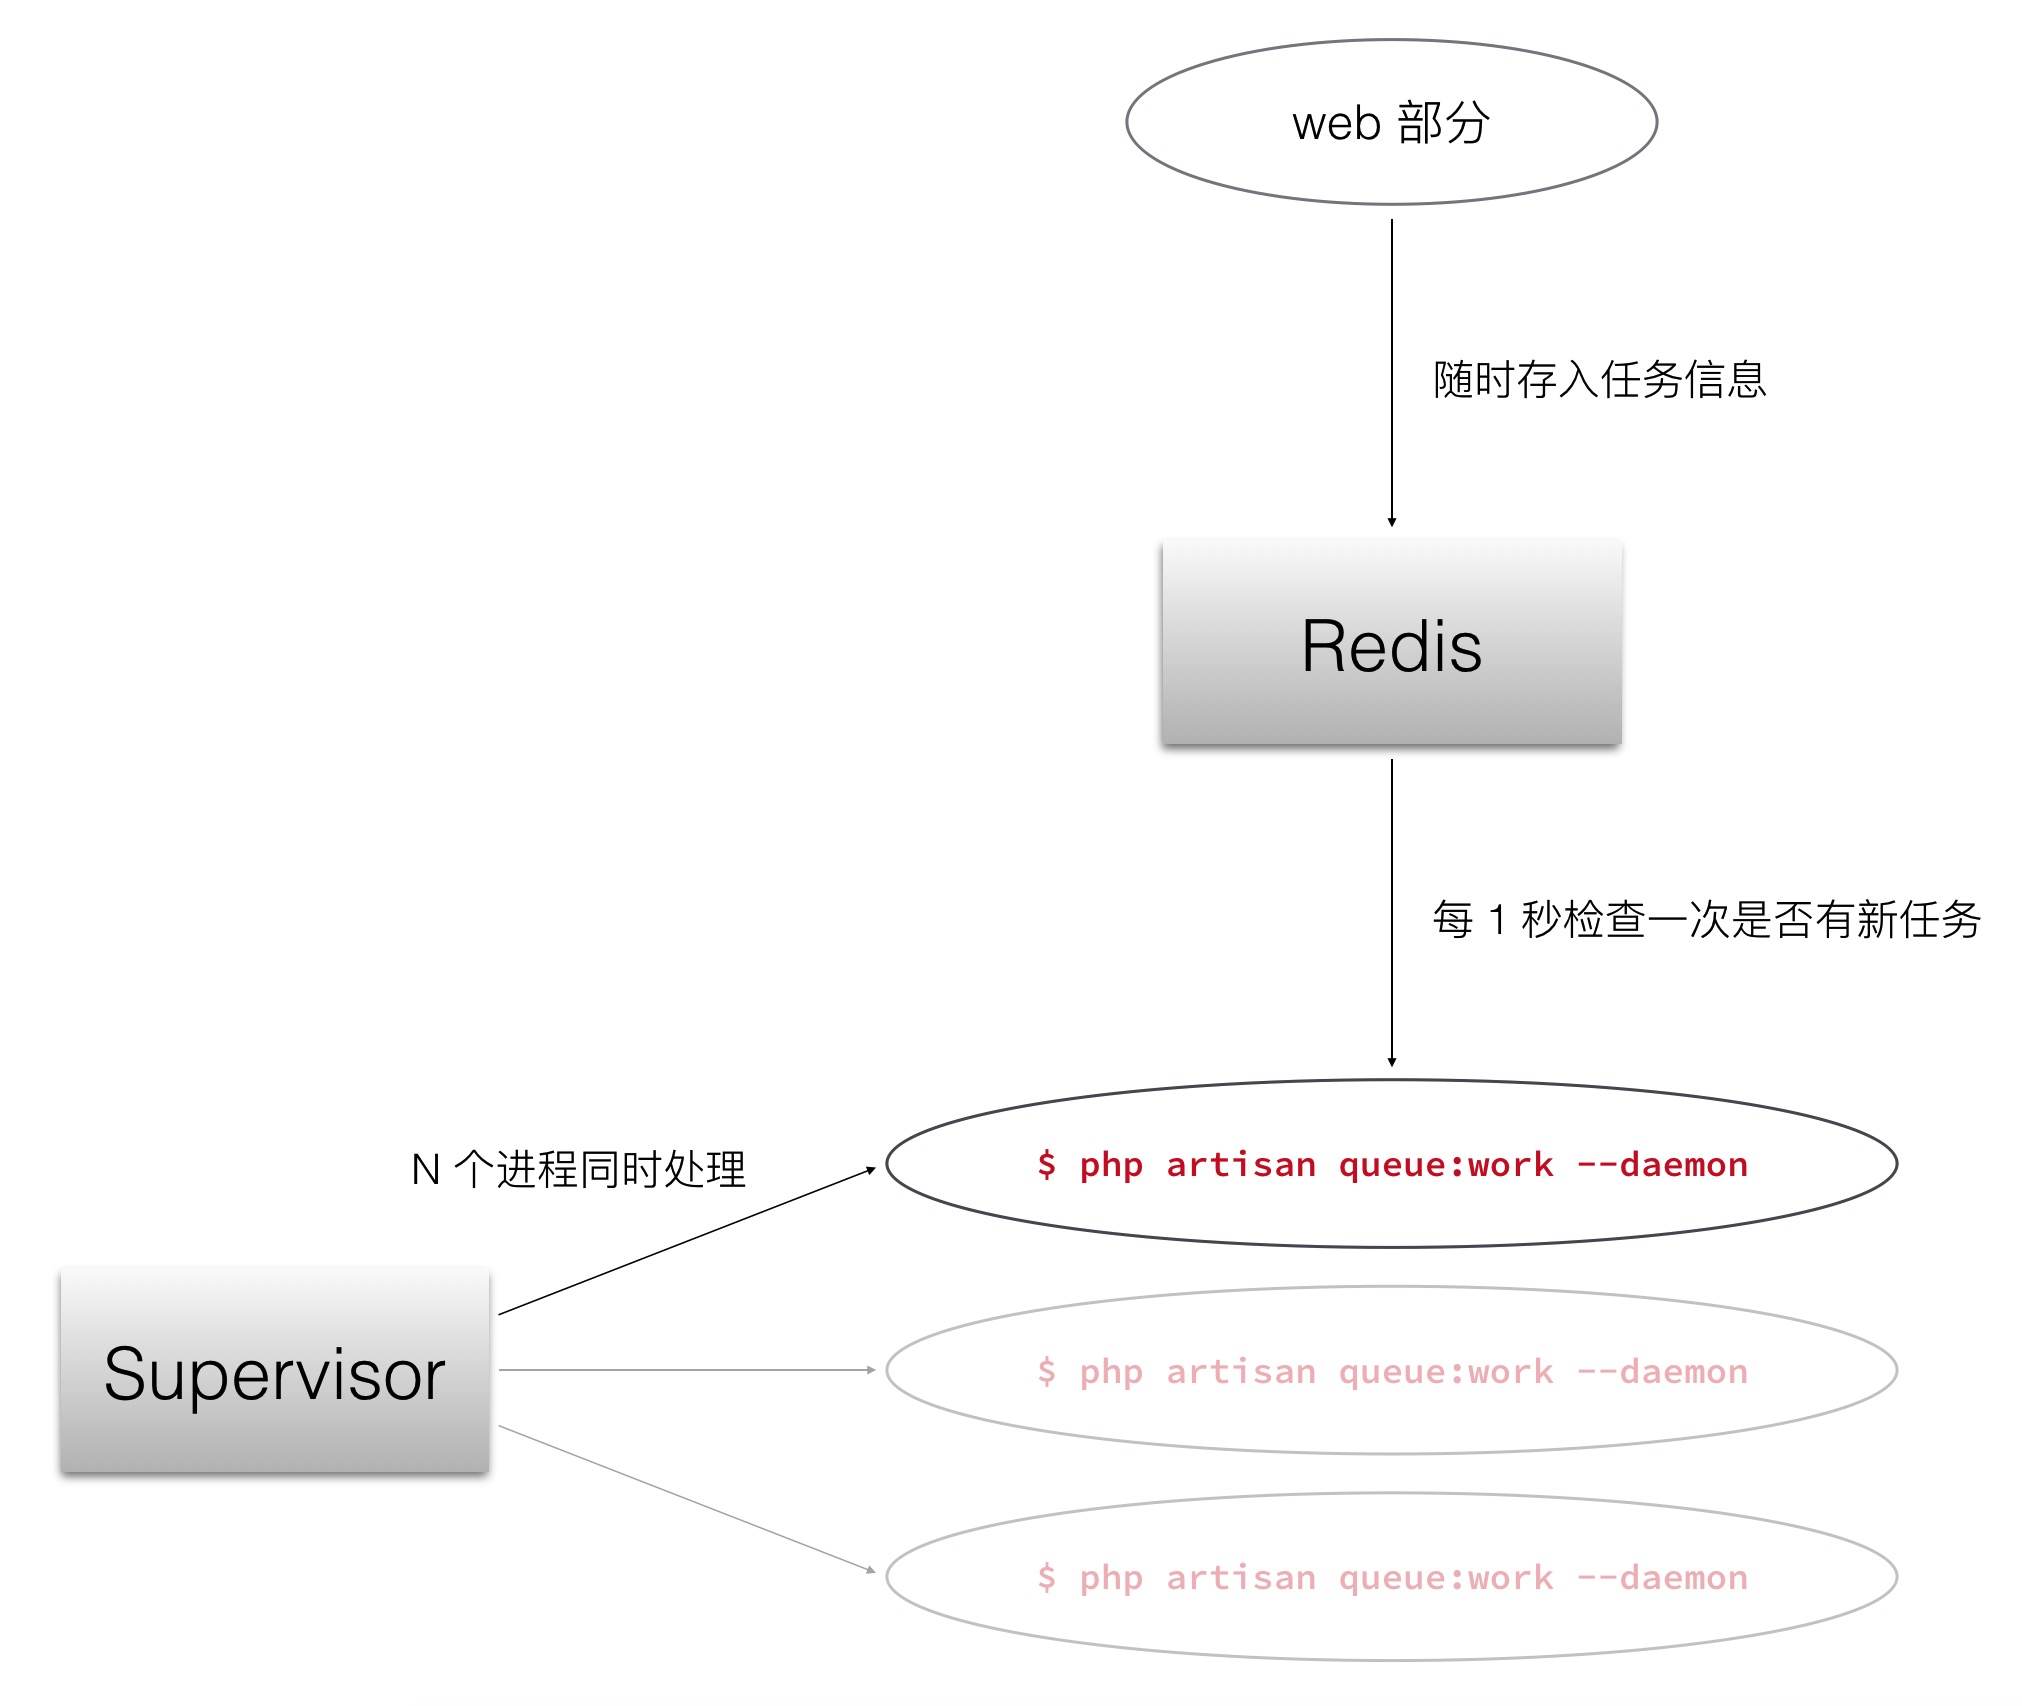 web 部分
随时存入任务信息
Redis
每 1 秒检查一次是否有新任务
N 个进程同时处理
$ php artisan queue:work --daemon
Supervisor
$ php artisan queue:work --daemon
$ php artisan queue:work --daemon